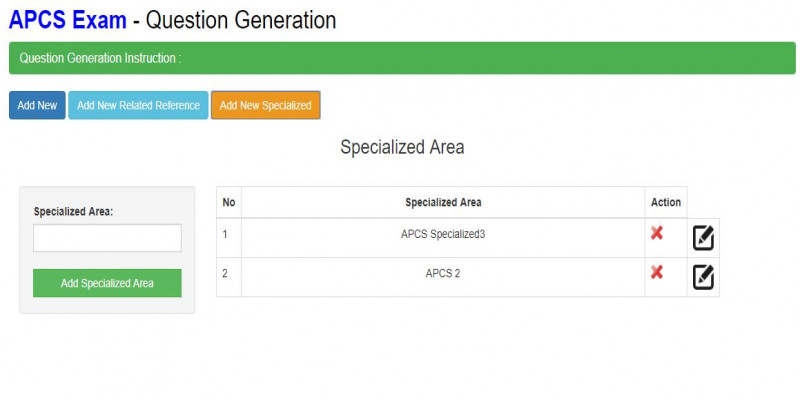 APCS Exam - Question Generation
Question Generation Instruction :
Add New Add New Related Reference Add New Specialized
Specialized Area
Specialized Area:
Add Specialized Area
No Specialized Area Action
1 APCS Specialized3
2 APCS 2